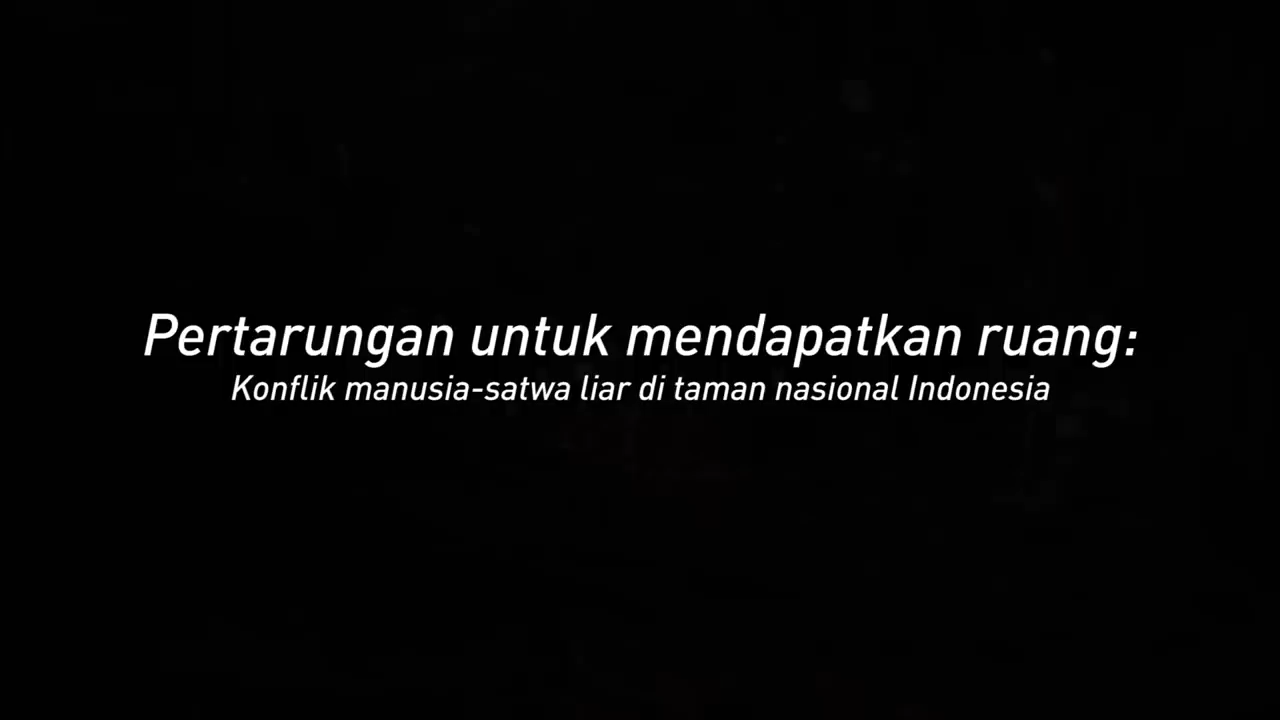 Pertarungan untuk mendapatkan ruang:
Konflik manusia-satwa liar di taman nasional Indonesia